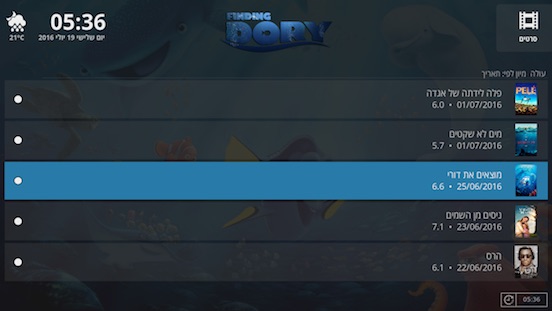 05:36
21°C
יום שלישי 19 יולי 2016
FINDING
DORY
סרטים
עולה מיון לפי: תאריך
פלה לידתה של אגדה
6.0 • 01/07/2016
PELÉ
מים לא שקטים
5.7 • 01/07/2016
מוצאים את דורי
6.6 • 25/06/2016
ניסים מן השמים
7.1 • 23/06/2016
הרס
6.1 • 22/06/2016
05:36